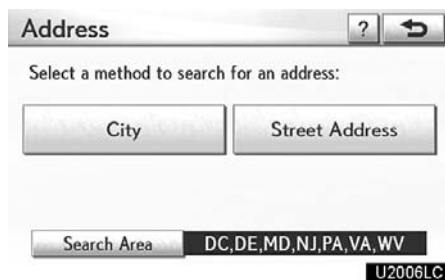 Address ?
Select a method to search for an address:
City Street Address
Search Area DC,DE,MD,NJ,PA,VA,WV
U2006LC